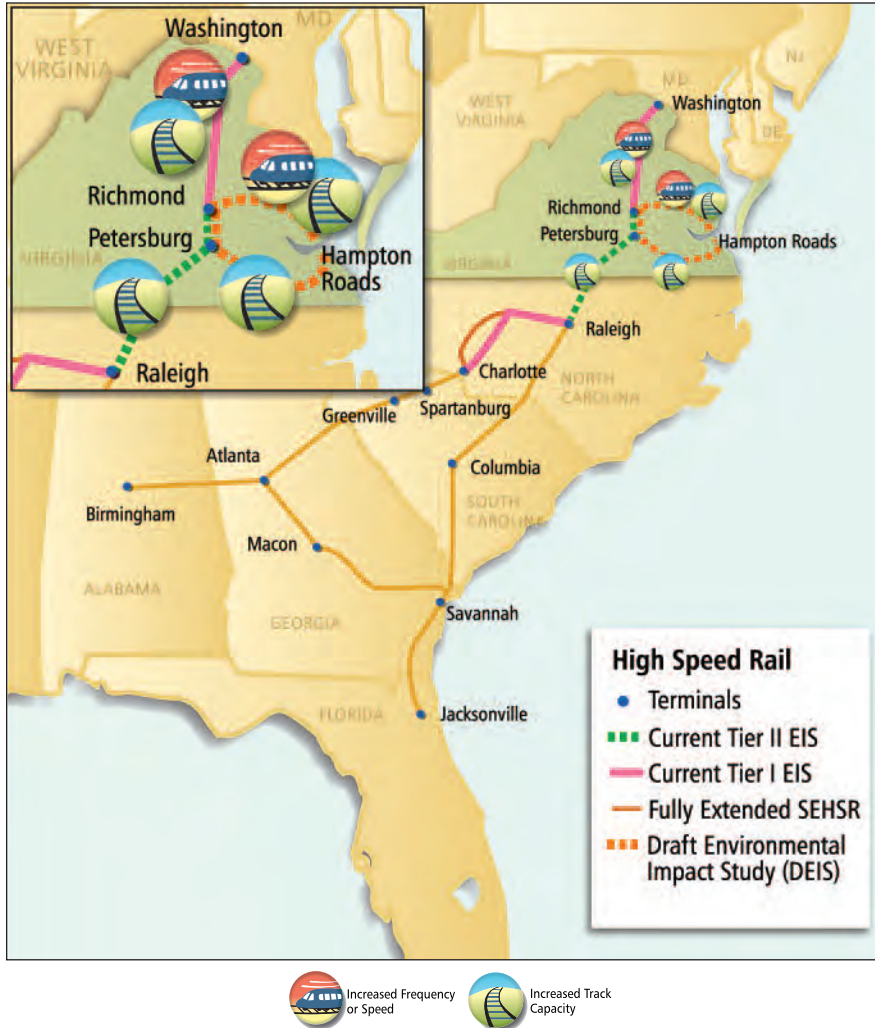 Washington
MD
WEST
VIRGINIA
Richmond
Petersburg
VIRGINIA
Hampton
Roads
Raleigh
NJ
MD
WEST
VIRGINIA
Washington
DE
Richmond
Petersburg
Hampton Roads
VIRGINIA
Raleigh
Charlotte
NORTH
CAROLINA
Spartanburg
Greenville
Atlanta
Columbia
Birmingham
SOUTH
CAROLINA
Macon
ALABAMA
GEORGIA
Savannah
FLORIDA
Jacksonville
High Speed Rail
Terminals
Current Tier II EIS
Current Tier I EIS
Fully Extended SEHSR
Draft Environmental
Impact Study (DEIS)
Increased Frequency
or Speed
Increased Track
Capacity